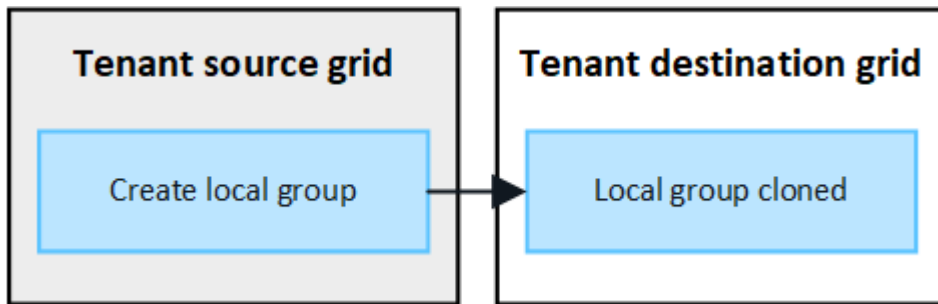 Tenant source grid
Create local group
Tenant destination grid
Local group cloned